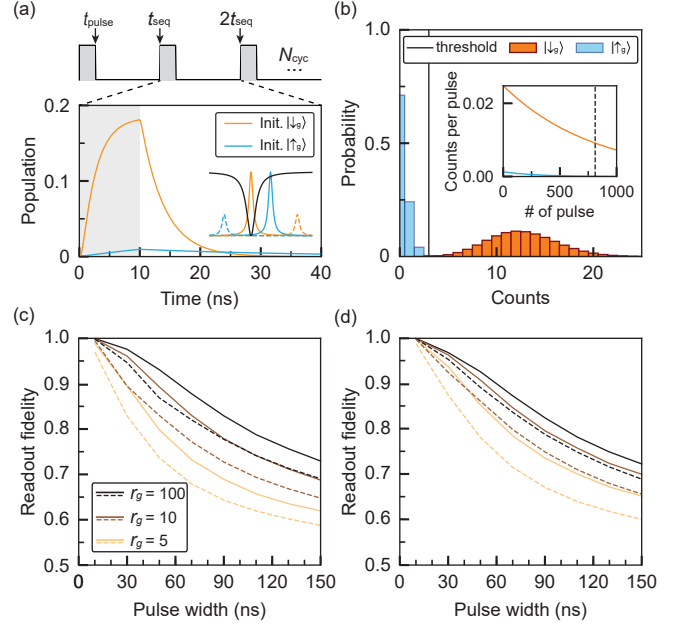 (a)
t_pulse t_seq 2t_seq
N_cyc
...
Population
0.2
0.1
0
Init. |↓_g⟩
Init. |↑_g⟩
0 10 20 30 40
Time (ns)
(b)
Probability
1
0.5
0.0
threshold |↓_g⟩ |↑_g⟩
Counts per pulse
0.02
0.00
0 500 1000
# of pulse
0 10 20
Counts
(c)
Readout fidelity
1.0
0.9
0.8
0.7
0.6
0.5
r_g = 100
r_g = 10
r_g = 5
0 0 30 60 90 120 150
Pulse width (ns)
(d)
Readout fidelity
1.0
0.9
0.8
0.7
0.6
0.5
0 30 60 90 120 150
Pulse width (ns)